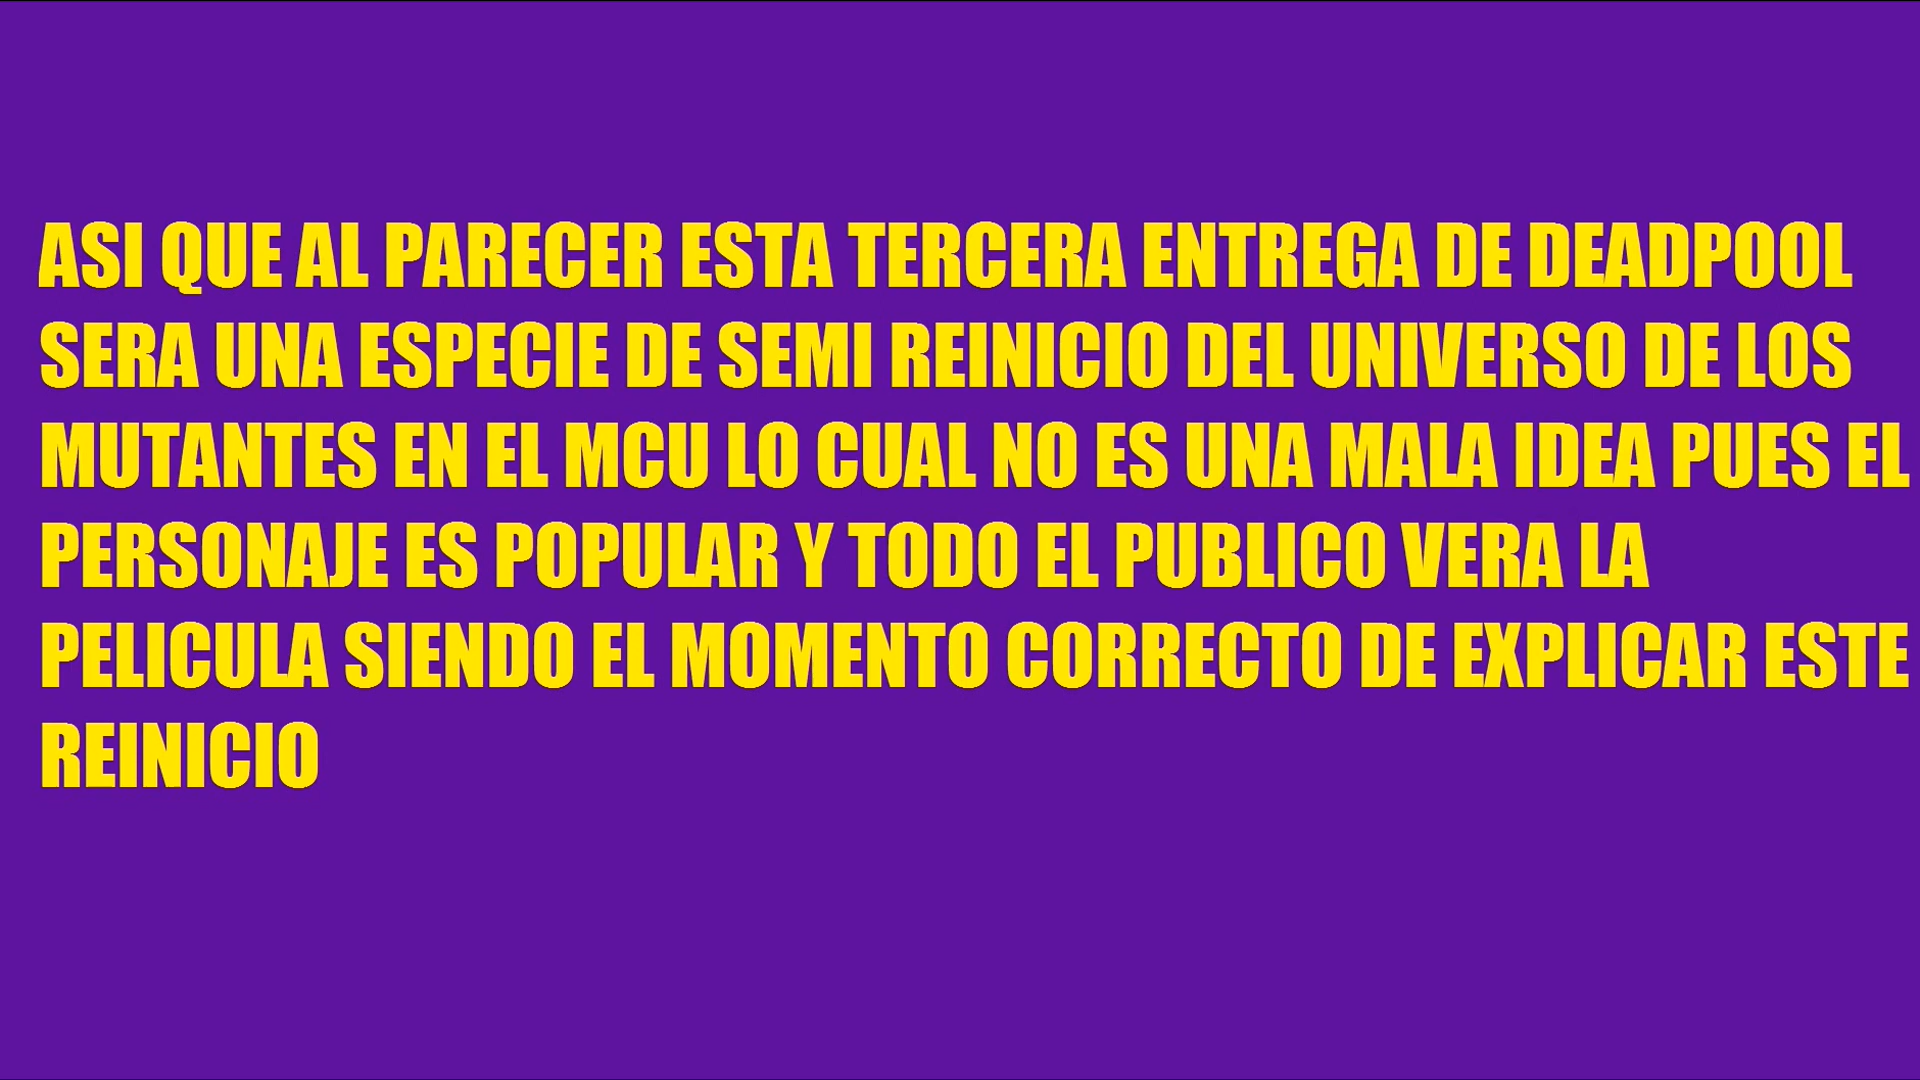 ASI QUE AL PARECER ESTA TERCERA ENTREGA DE DEADPOOL
SERA UNA ESPECIE DE SEMI REINICIO DEL UNIVERSO DE LOS
MUTANTES EN EL MCU LO CUAL NO ES UNA MALA IDEA PUES EL
PERSONAJE ES POPULAR Y TODO EL PUBLICO VERA LA
PELICULA SIENDO EL MOMENTO CORRECTO DE EXPLICAR ESTE
REINICIO